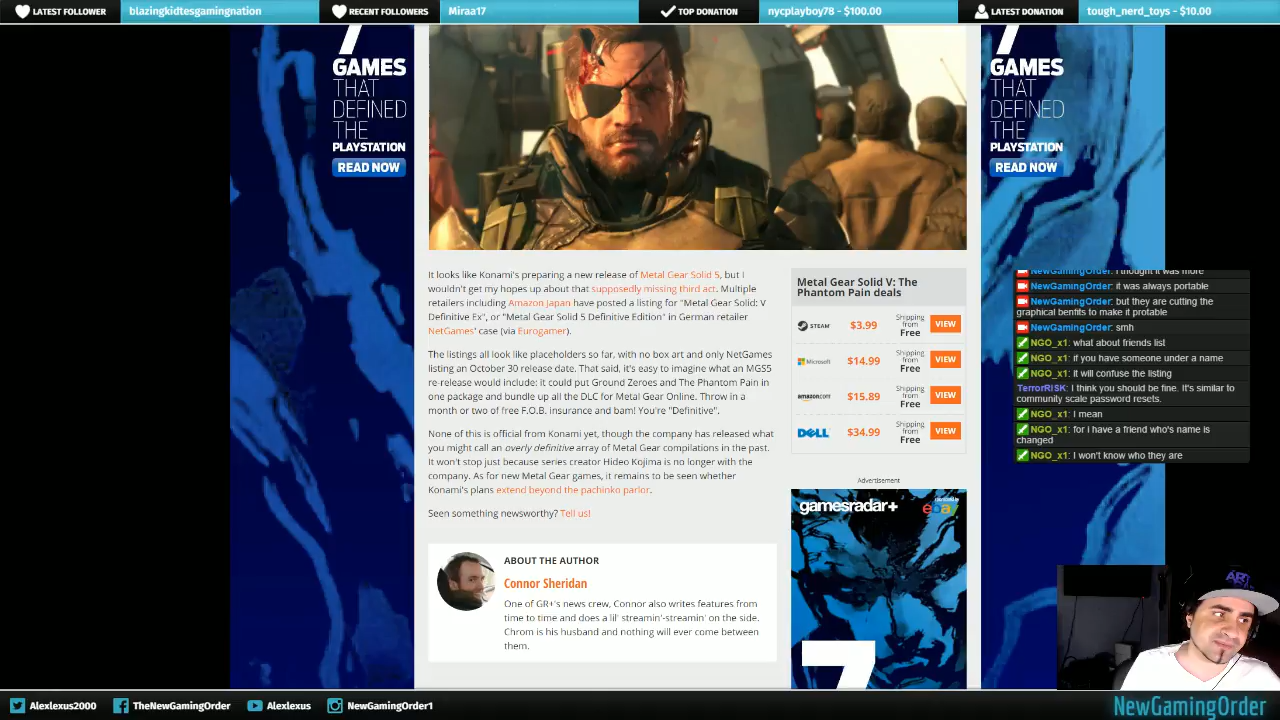 LATEST FOLLOWER
blazingkidtesgamingnation
RECENT FOLLOWERS
Miraa17
TOP DONATION
nycplayboy78 - $100.00
LATEST DONATION
tough_nerd_toys - $10.00
7
GAMES
THAT
DEFINED
THE
PLAYSTATION
READ NOW
7
GAMES
THAT
DEFINED
THE
PLAYSTATION
READ NOW
It looks like Konami's preparing a new release of Metal Gear Solid 5, but I
wouldn't get my hopes up about that supposedly missing third act. Multiple
retailers including Amazon Japan have posted a listing for "Metal Gear Solid: V
Definitive Ex", or "Metal Gear Solid 5 Definitive Edition" in German retailer
NetGames' case (via Eurogamer).
The listings all look like placeholders so far, with no box art and only NetGames
listing an October 30 release date. That said, it's easy to imagine what an MGS5
re-release would include: it could put Ground Zeroes and The Phantom Pain in
one package and bundle up all the DLC for Metal Gear Online. Throw in a
month or two of free F.O.B. insurance and bam! You're "Definitive".
None of this is official from Konami yet, though the company has released what
you might call an overly definitive array of Metal Gear compilations in the past.
It won't stop just because series creator Hideo Kojima is no longer with the
company. As for new Metal Gear games, it remains to be seen whether
Konami's plans extend beyond the pachinko parlor.
Seen something newsworthy? Tell us!
ABOUT THE AUTHOR
Connor Sheridan
One of GR+'s news crew, Connor also writes features from
time to time and does a lil' streamin'-streamin' on the side.
Chrom is his husband and nothing will ever come between
them.
Metal Gear Solid V: The
Phantom Pain deals
STEAM
$3.99
Shipping
from
Free
VIEW
Microsoft
$14.99
Shipping
from
Free
VIEW
amazon.com
$15.89
Shipping
from
Free
VIEW
DELL
$34.99
Shipping
from
Free
VIEW
Advertisement
gamesradar+
ebay
7
NewGamingOrder: I thought it was more
NewGamingOrder: it was always portable
NewGamingOrder: but they are cutting the
graphical benfits to make it protable
NewGamingOrder: smh
NGO_x1: what about friends list
NGO_x1: if you have someone under a name
NGO_x1: it will confuse the listing
TerrorRISK: I think you should be fine. It's similar to
community scale password resets.
NGO_x1: I mean
NGO_x1: for i have a friend who's name is
changed
NGO_x1: I won't know who they are
Alexlexus2000
TheNewGamingOrder
Alexlexus
NewGamingOrder1
NewGamingOrder